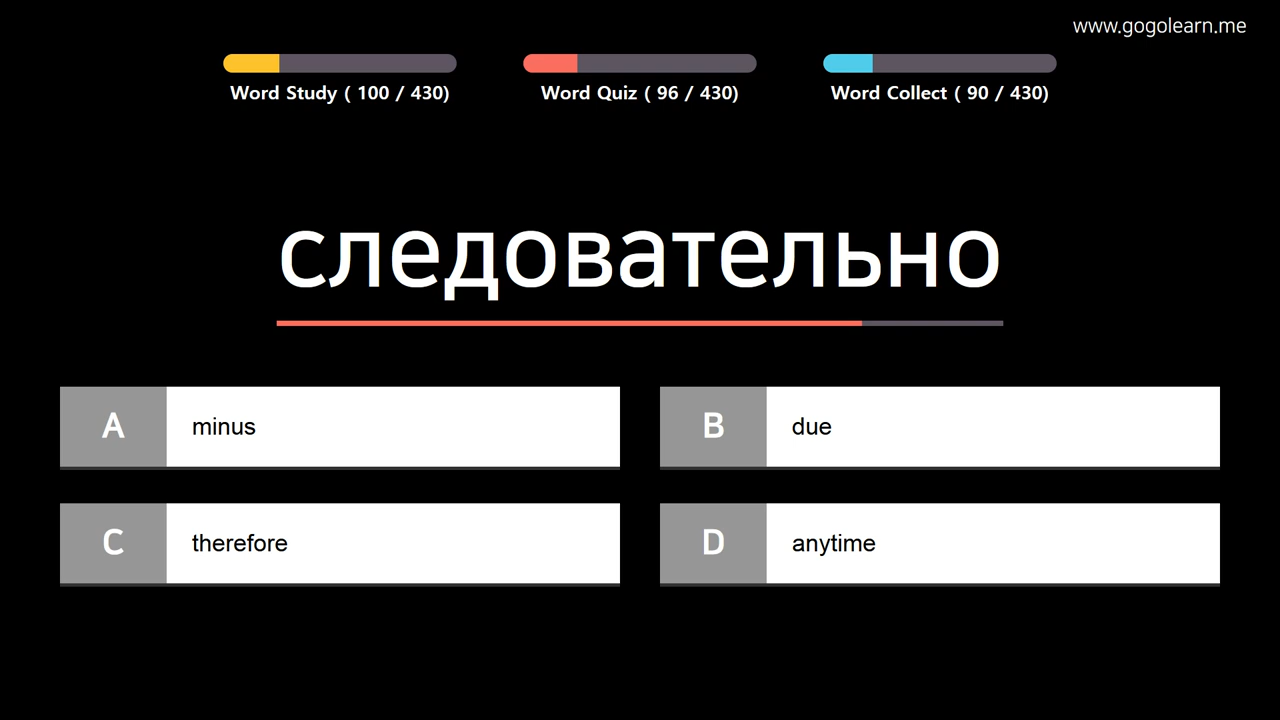 www.gogolearn.me
Word Study ( 100 / 430)
Word Quiz ( 96 / 430)
Word Collect ( 90 / 430)
следовательно
A minus
B due
C therefore
D anytime